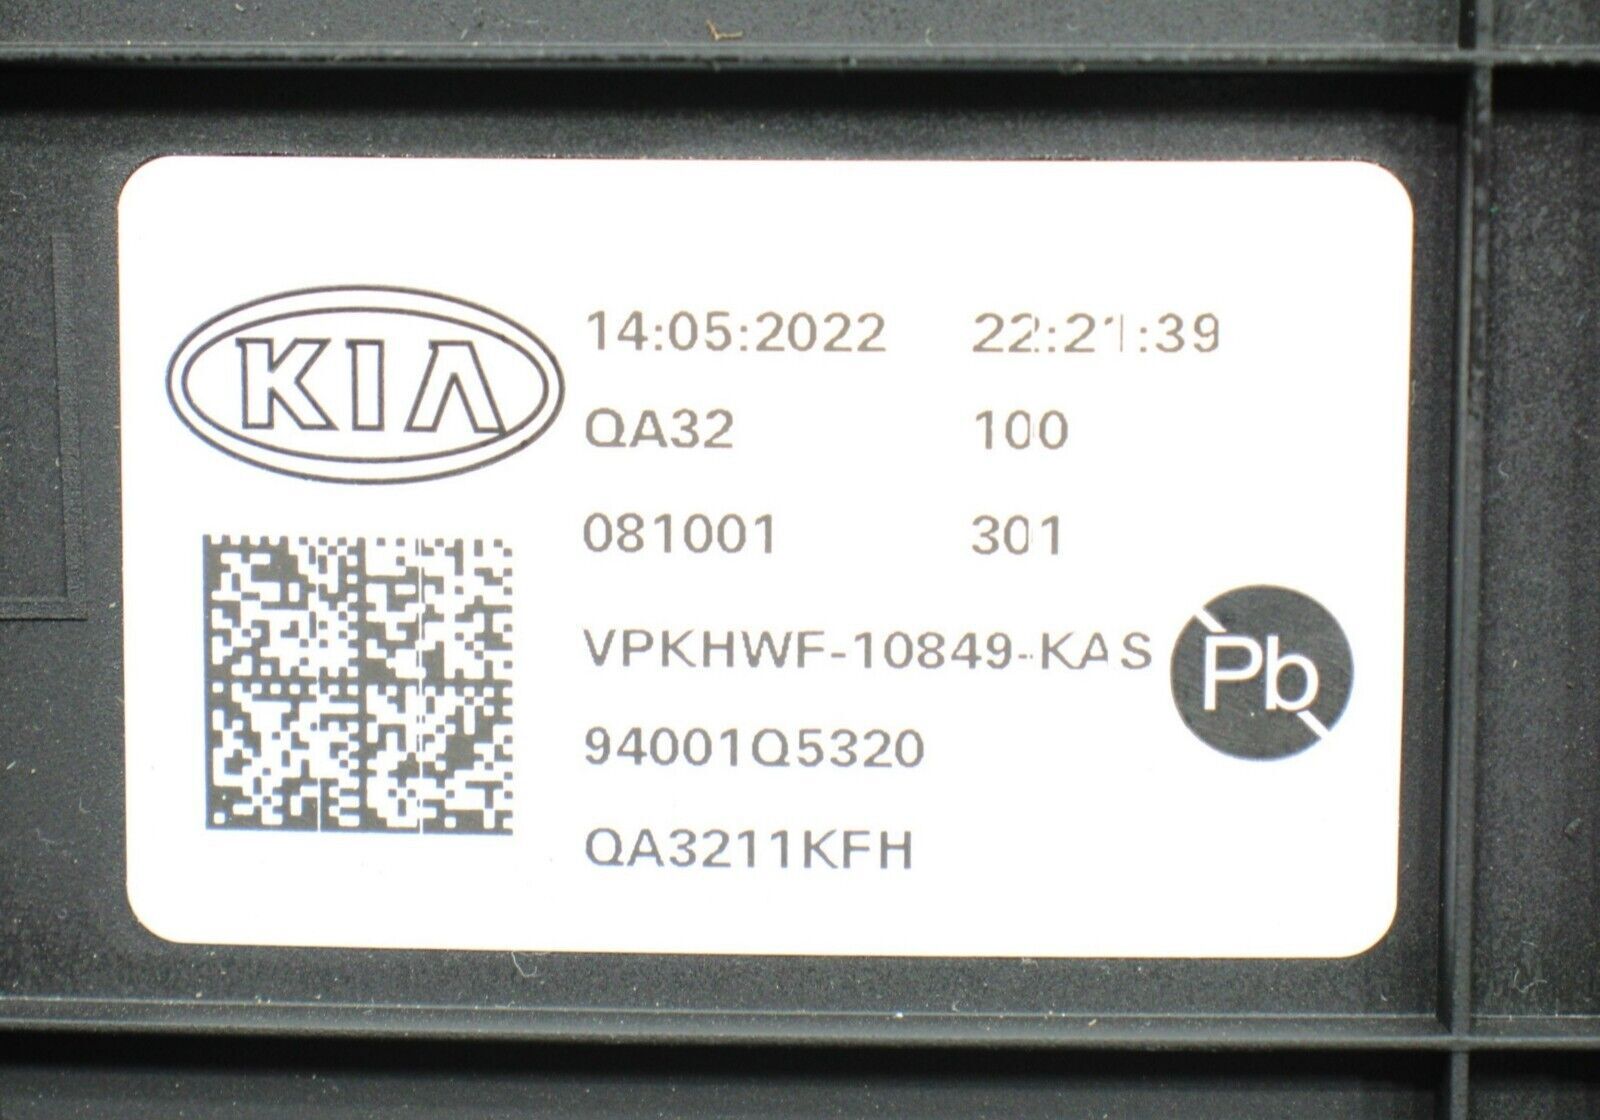 KIA
14:05:2022 22:21:39
QA32 100
081001 301
VPKHWF-10849-KAS
Pb
94001Q5320
QA3211KFH